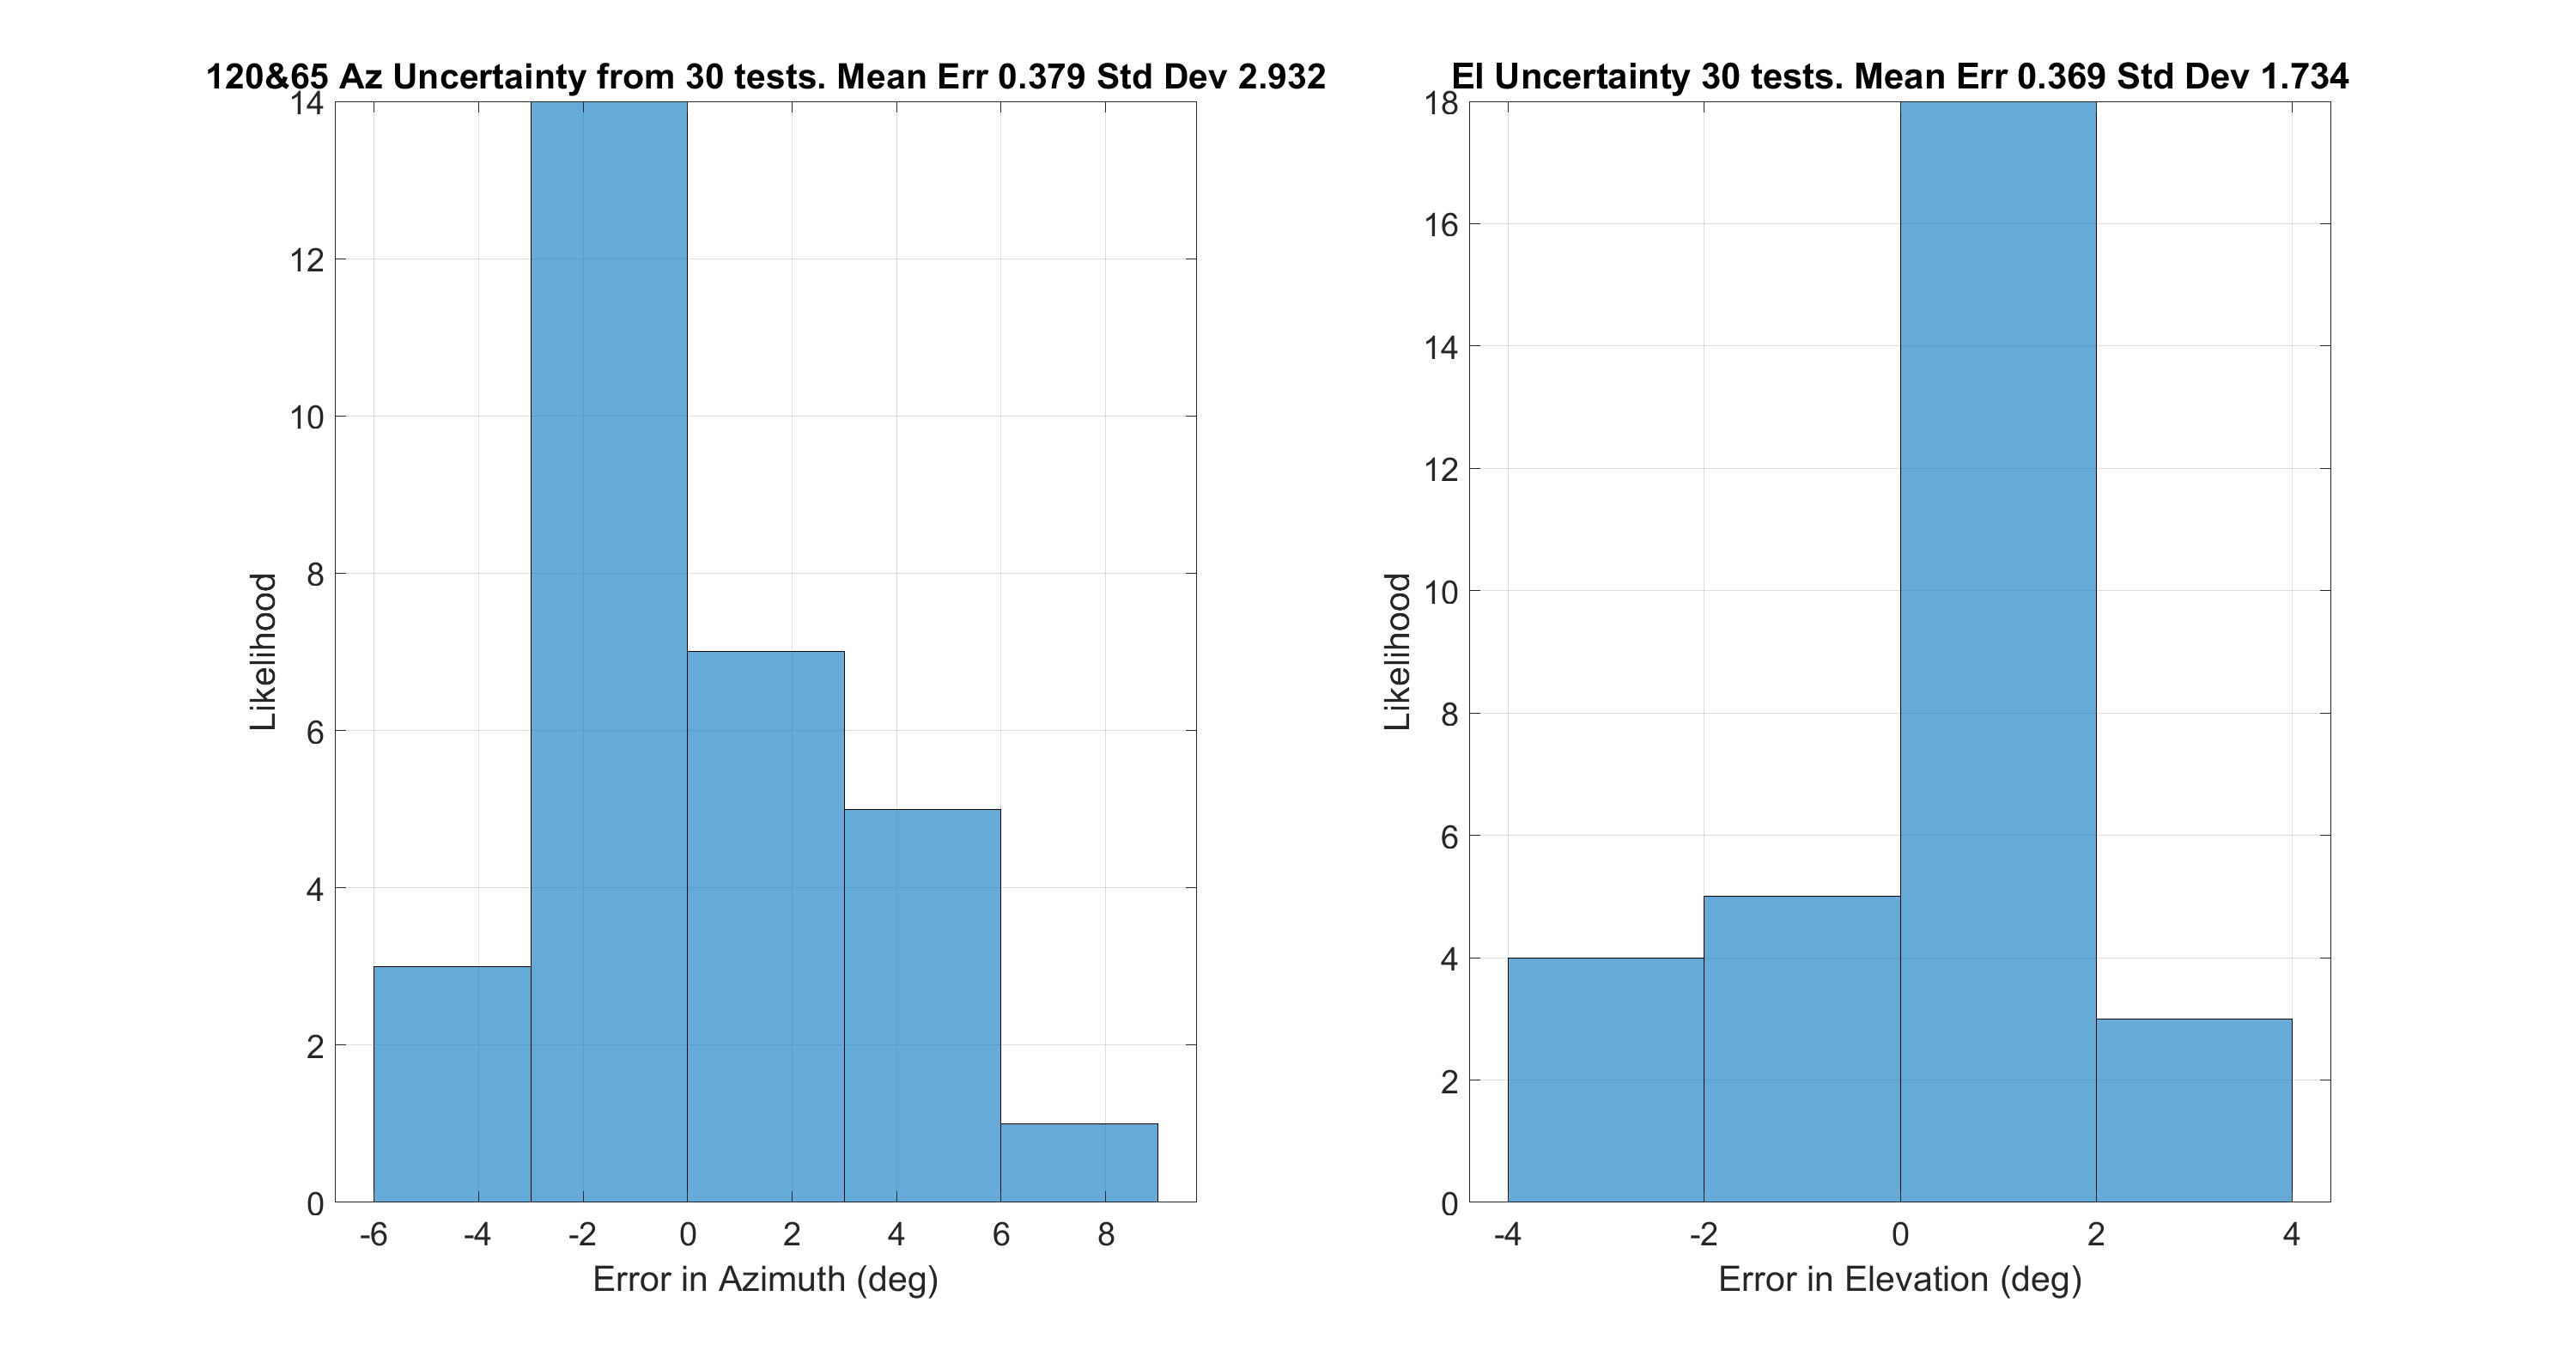 120&65 Az Uncertainty from 30 tests. Mean Err 0.379 Std Dev 2.932
14
12
10
8
6
4
2
0
Likelihood
-6 -4 -2 0 2 4 6 8
Error in Azimuth (deg)
El Uncertainty 30 tests. Mean Err 0.369 Std Dev 1.734
18
16
14
12
10
8
6
4
2
0
Likelihood
-4 -2 0 2 4
Error in Elevation (deg)